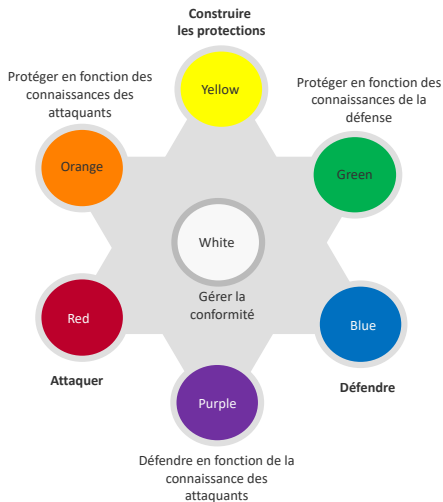 Construire
les protections
Yellow
Protéger en fonction des
connaissances des
attaquants
Orange
Protéger en fonction des
connaissances de la
défense
Green
White
Gérer la
conformité
Red
Attaquer
Blue
Défendre
Purple
Défendre en fonction de la
connaissance des
attaquants